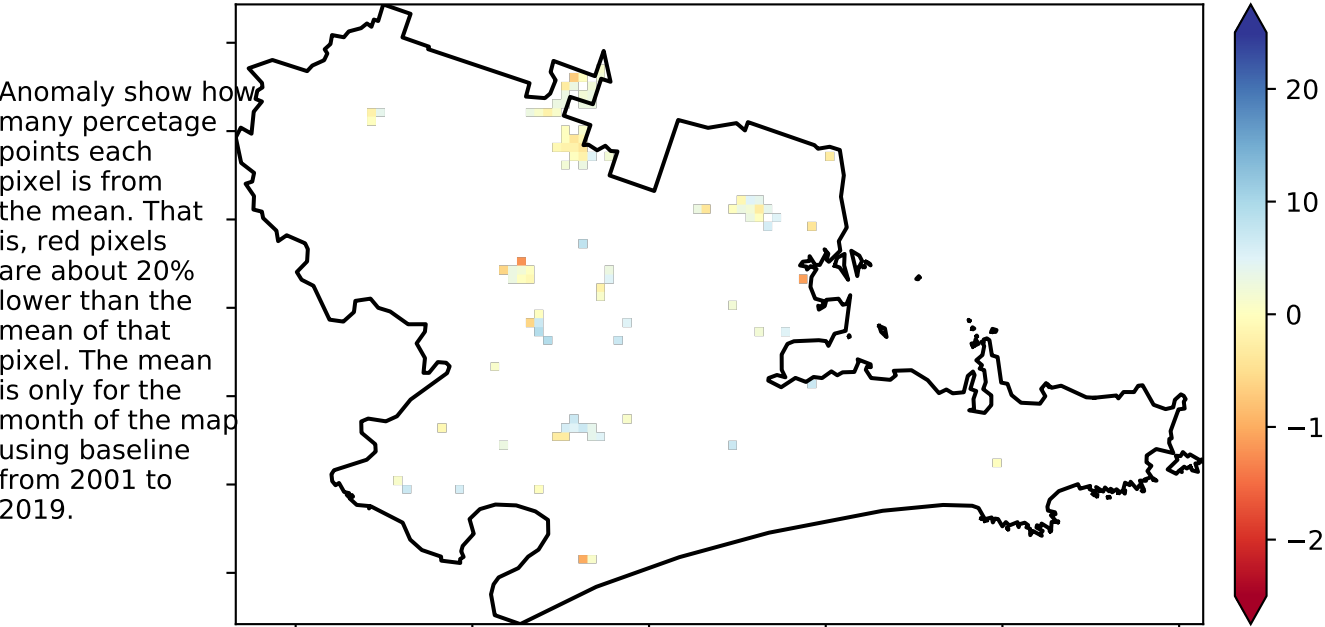 Anomaly show how
many percetage
points each
pixel is from
the mean. That
is, red pixels
are about 20%
lower than the
mean of that
pixel. The mean
is only for the
month of the map
using baseline
from 2001 to
2019.
20
10
0
−1
−2